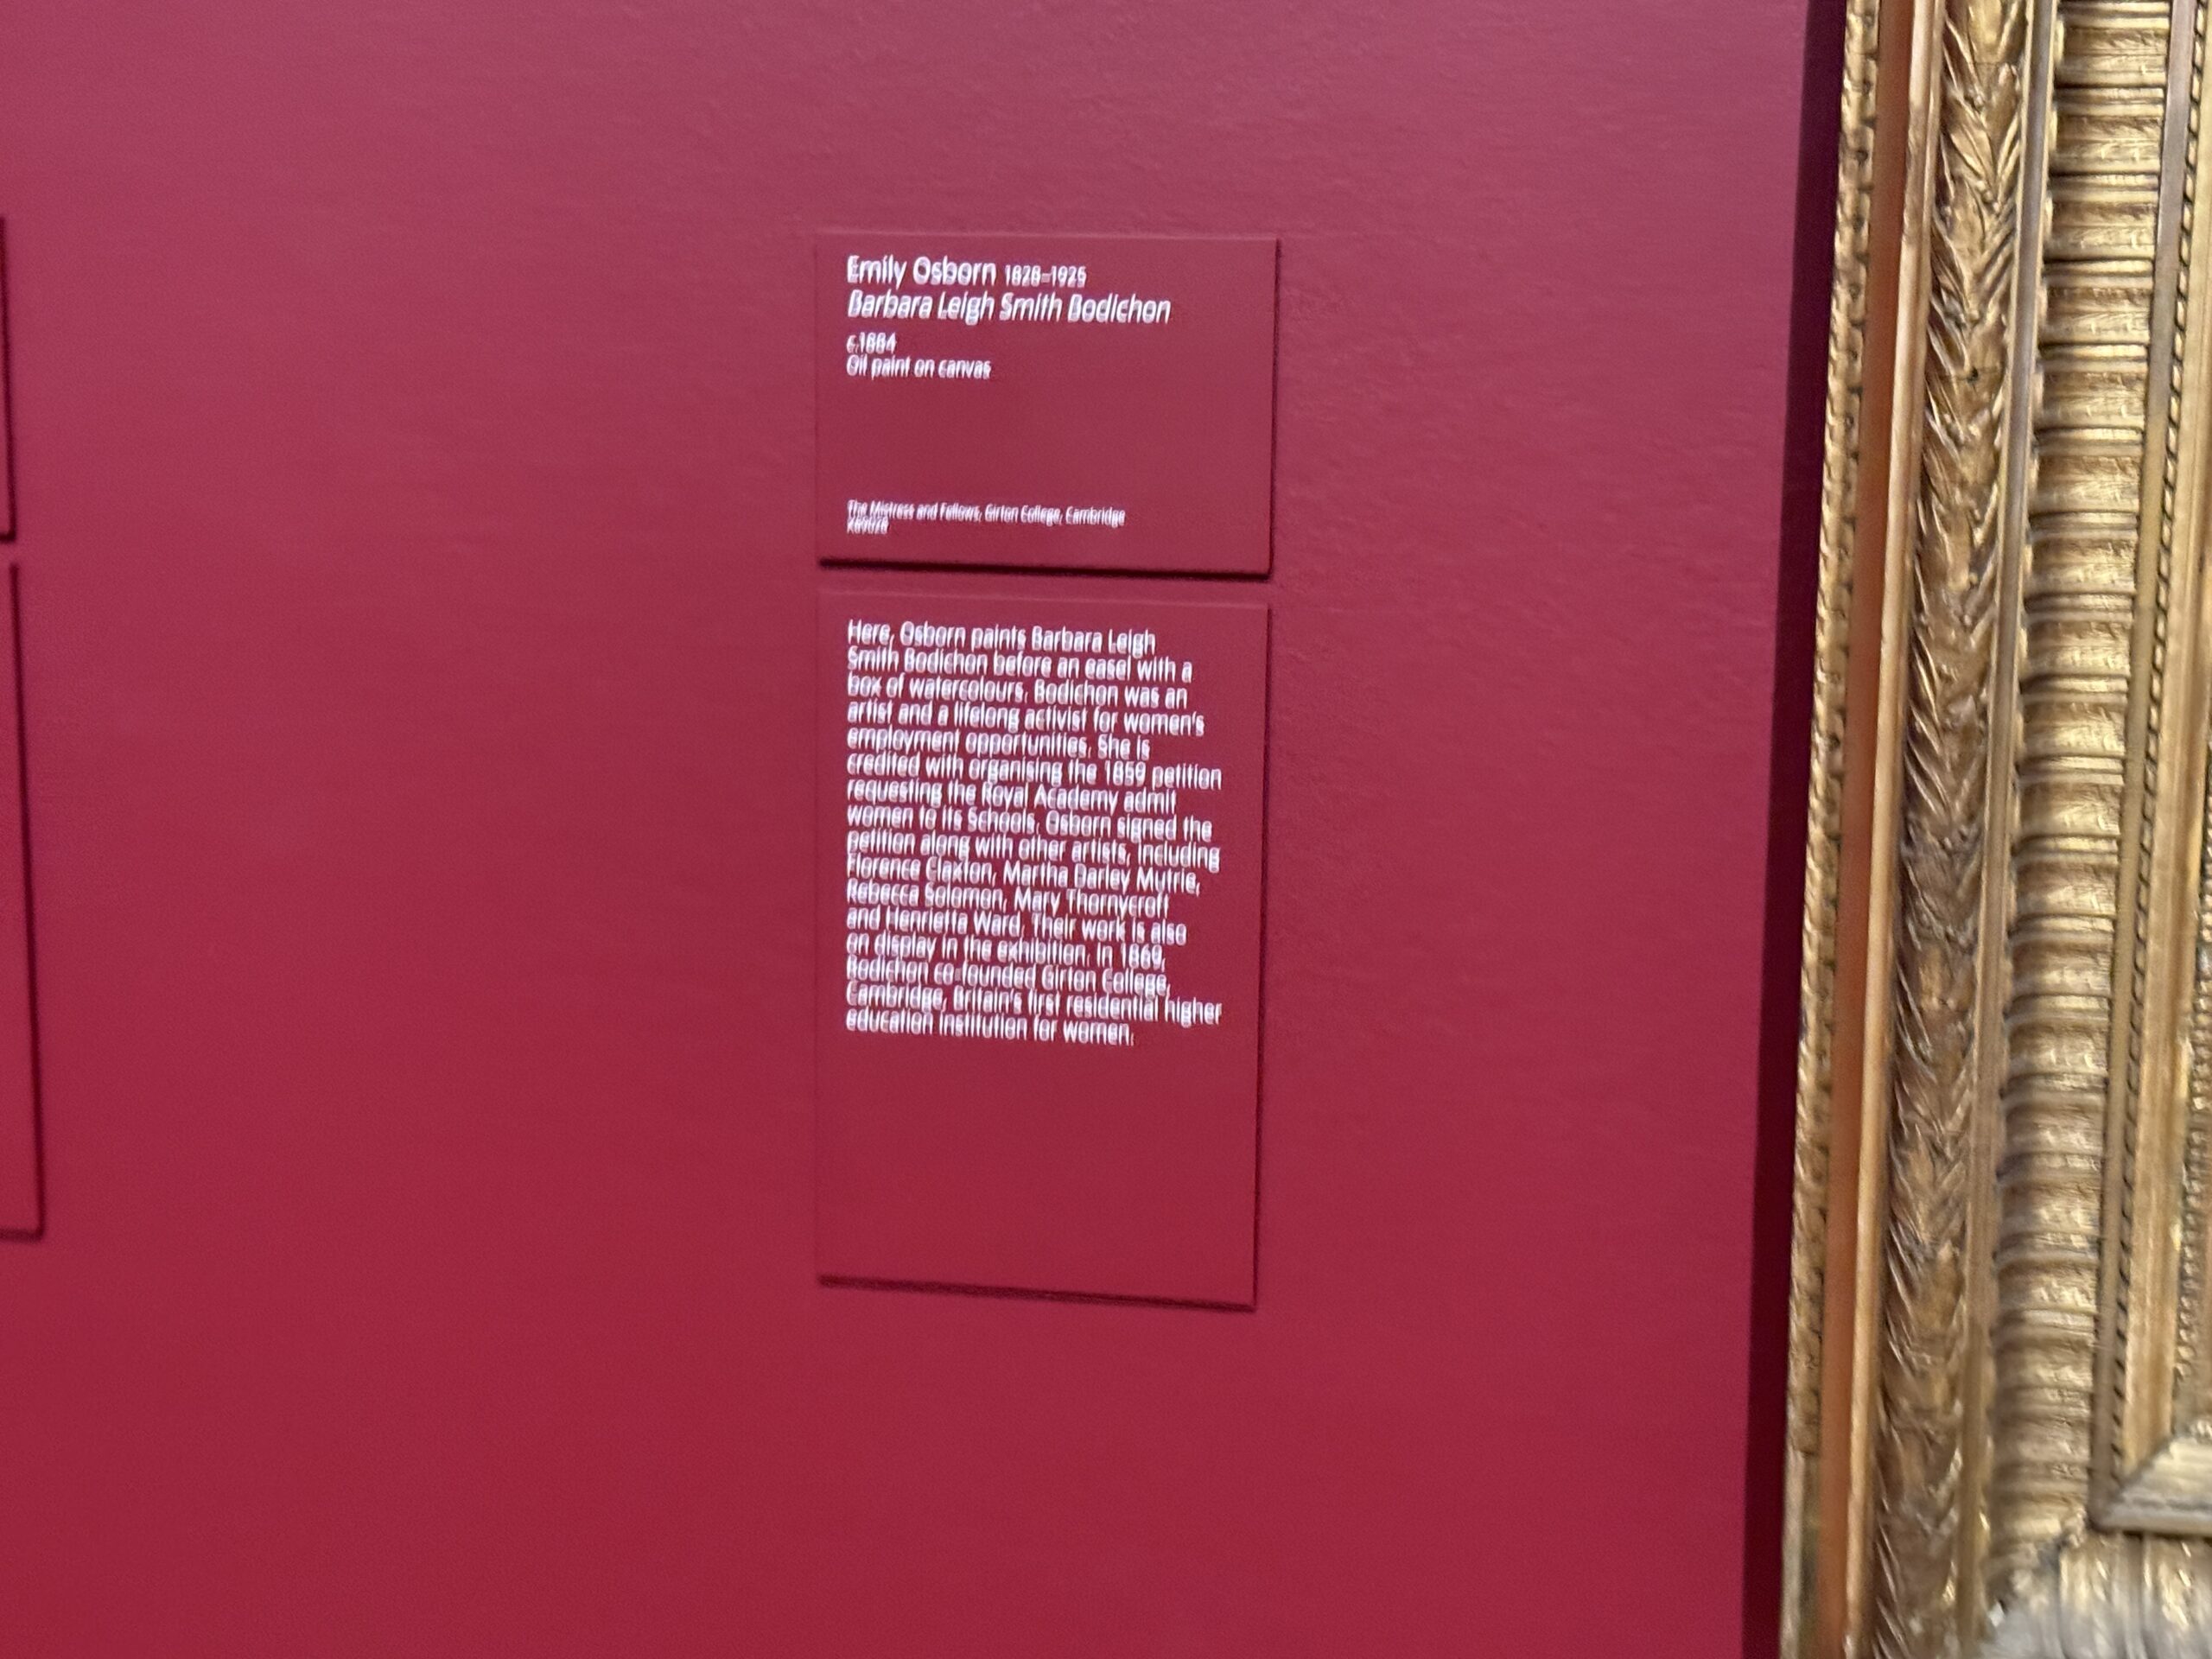 Emily Osborn 1828–1925
Barbara Leigh Smith Bodichon
c.1884
Oil paint on canvas
The Mistress and Fellows, Girton College, Cambridge
Here, Osborn paints Barbara Leigh
Smith Bodichon before an easel with a
box of watercolours. Bodichon was an
artist and a lifelong activist for women's
employment opportunities. She is
credited with organising the 1859 petition
requesting the Royal Academy admit
women to its Schools. Osborn signed the
petition along with other artists, including
Florence Claxton, Martha Darley Mutrie,
Rebecca Solomon, Mary Thornycroft
and Henrietta Ward. Their work is also
on display in the exhibition. In 1869,
Bodichon co-founded Girton College,
Cambridge, Britain's first residential higher
education institution for women.